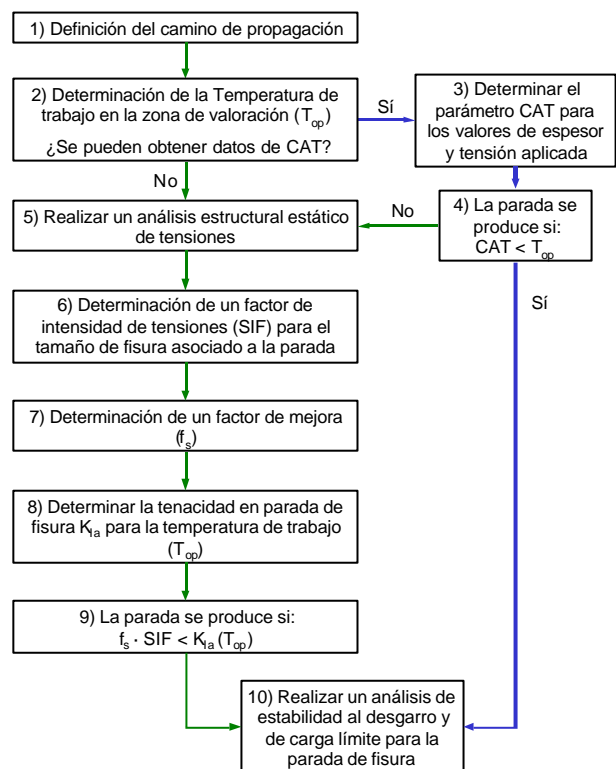 1) Definición del camino de propagación
2) Determinación de la Temperatura de
trabajo en la zona de valoración (Top)
¿Se pueden obtener datos de CAT?
Sí
3) Determinar el
parámetro CAT para
los valores de espesor
y tensión aplicada
No
4) La parada se
produce si:
CAT < Top
No
Sí
5) Realizar un análisis estructural estático
de tensiones
6) Determinación de un factor de
intensidad de tensiones (SIF) para el
tamaño de fisura asociado a la parada
7) Determinación de un factor de mejora
(fs)
8) Determinar la tenacidad en parada de
fisura KIa para la temperatura de trabajo
(Top)
9) La parada se produce si:
fs · SIF < KIa (Top)
10) Realizar un análisis de
estabilidad al desgarro y
de carga límite para la
parada de fisura